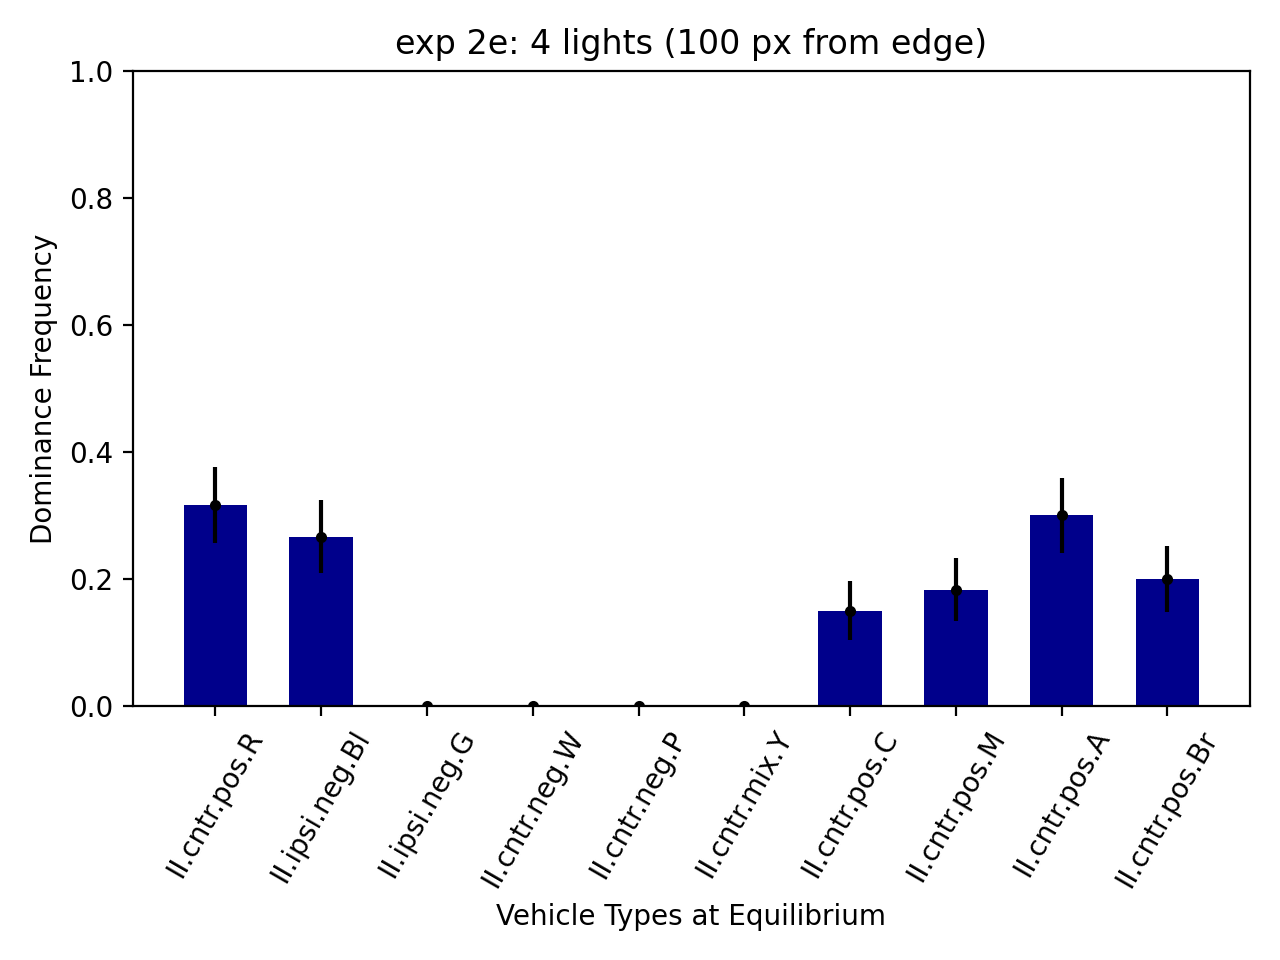 exp 2e: 4 lights (100 px from edge)
1.0
0.8
0.6
0.4
0.2
0.0
Dominance Frequency
II.cntr.pos.R
II.ipsi.neg.Bl
II.ipsi.neg.G
II.cntr.neg.W
II.cntr.neg.P
II.cntr.mix.Y
II.cntr.pos.C
II.cntr.pos.M
II.cntr.pos.A
II.cntr.pos.Br
Vehicle Types at Equilibrium